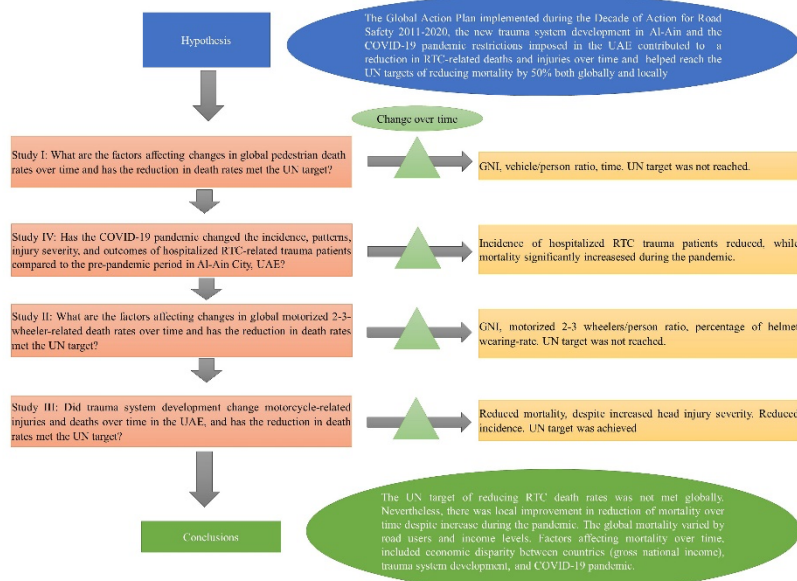 Hypothesis
The Global Action Plan implemented during the Decade of Action for Road
Safety 2011-2020, the new trauma system development in Al-Ain and
the COVID-19 pandemic restrictions imposed in the UAE contributed to a
reduction in RTC-related deaths and injuries over time and helped reach the
UN targets of reducing mortality by 50% both globally and locally
Change over time
Study I: What are the factors affecting changes in global pedestrian death
rates over time and has the reduction in death rates met the UN target?
GNI, vehicle/person ratio, time. UN target was not reached.
Study IV: Has the COVID-19 pandemic changed the incidence, patterns,
injury severity, and outcomes of hospitalized RTC-related trauma patients
compared to the pre-pandemic period in Al-Ain City, UAE?
Incidence of hospitalized RTC trauma patients reduced, while
mortality significantly increasesed during the pandemic.
Study II: What are the factors affecting changes in global motorized 2-3-
wheeler-related death rates over time and has the reduction in death rates
met the UN target?
GNI, motorized 2-3 wheelers/person ratio, percentage of helmet
wearing-rate. UN target was not reached.
Study III: Did trauma system development change motorcycle-related
injuries and deaths over time in the UAE, and has the reduction in death
rates met the UN target?
Reduced mortality, despite increased head injury severity. Reduced
incidence. UN target was achieved
Conclusions
The UN target of reducing RTC death rates was not met globally.
Nevertheless, there was local improvement in reduction of mortality over
time despite increase during the pandemic. The global mortality varied by
road users and income levels. Factors affecting mortality over time,
included economic disparity between countries (gross national income),
trauma system development, and COVID-19 pandemic.